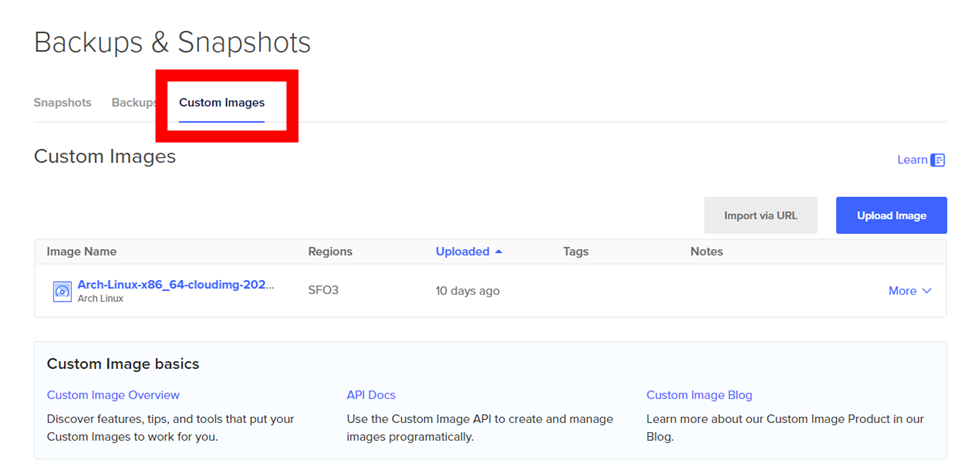 Backups & Snapshots
Snapshots Backups Custom Images
Custom Images
Learn
Import via URL Upload Image
Image Name Regions Uploaded Tags Notes
Arch-Linux-x86_64-cloudimg-202...
Arch Linux
SFO3 10 days ago More
Custom Image basics
Custom Image Overview
Discover features, tips, and tools that put your
Custom Images to work for you.
API Docs
Use the Custom Image API to create and manage
images programatically.
Custom Image Blog
Learn more about our Custom Image Product in our
Blog.